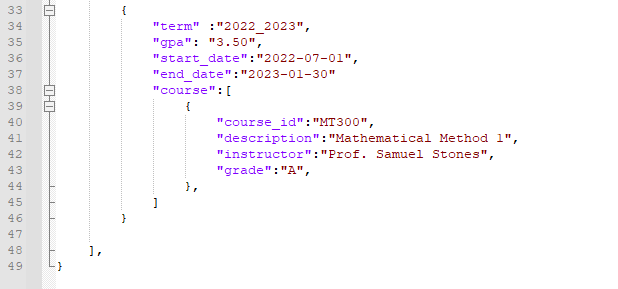 33 {
34 "term" :"2022_2023",
35 "gpa": "3.50",
36 "start_date":"2022-07-01",
37 "end_date":"2023-01-30"
38 "course":[
39 {
40 "course_id":"MT300",
41 "description":"Mathematical Method 1",
42 "instructor":"Prof. Samuel Stones",
43 "grade":"A",
44 },
45 ]
46 }
47
48 ],
49 }